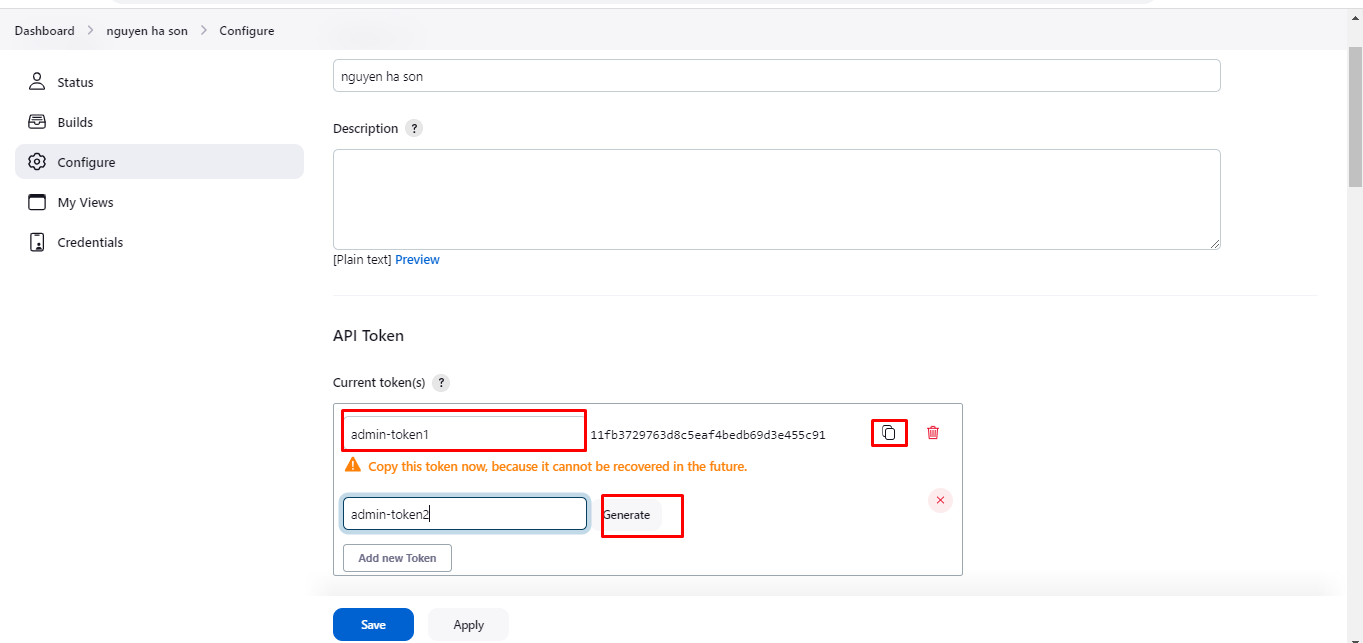 Dashboard > nguyen ha son > Configure
Status
Builds
Configure
My Views
Credentials
nguyen ha son
Description ?
[Plain text] Preview
API Token
Current token(s) ?
admin-token1 11fb3729763d8c5eaf4bedb69d3e455c91
Copy this token now, because it cannot be recovered in the future.
admin-token2 Generate
Add new Token
Save Apply